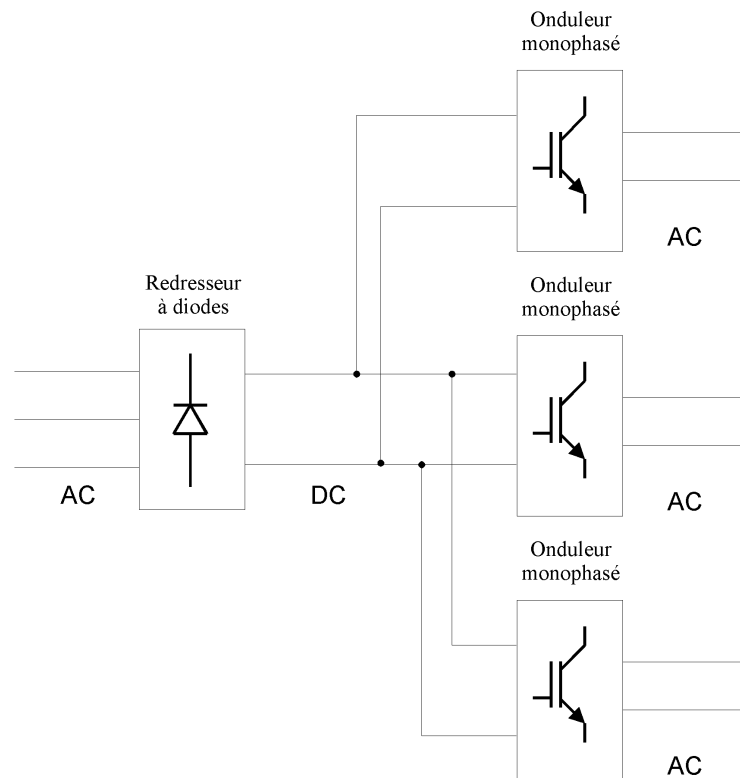 Onduleur
monophasé
AC
Redresseur
à diodes
AC
DC
Onduleur
monophasé
AC
Onduleur
monophasé
AC